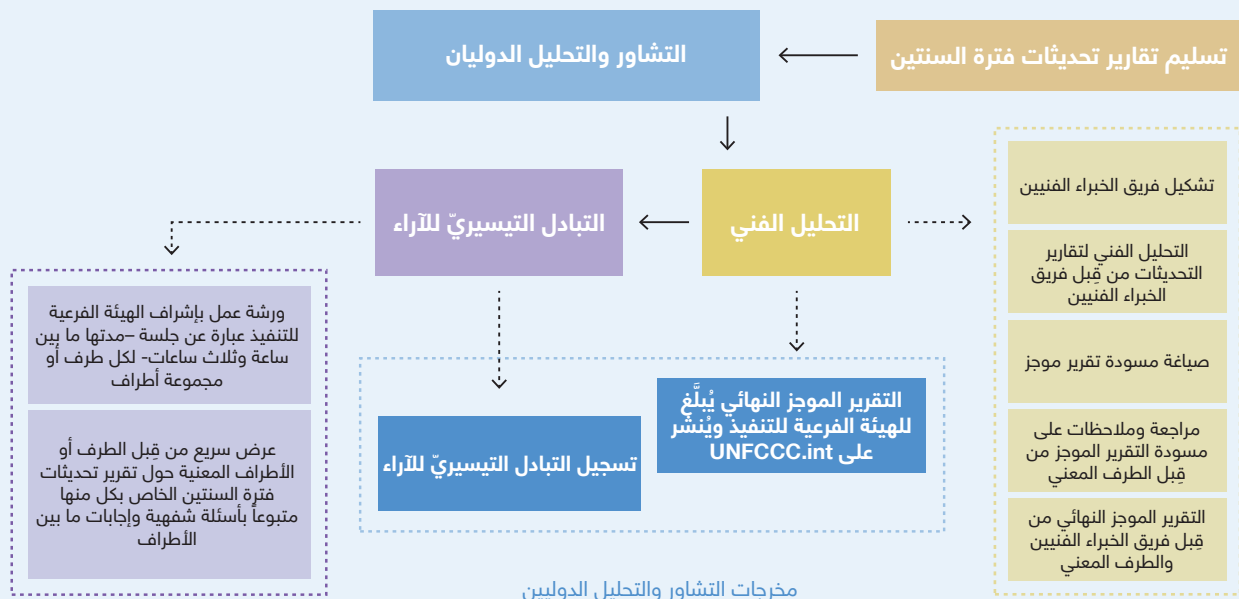 تسليم تقارير تحديثات فترة السنتين
التشاور والتحليل الدوليان
التحليل الفني
التبادل التيسيريّ للآراء
تشكيل فريق الخبراء الفنيين
التحليل الفني لتقارير
التحديثات من قِبل فريق
الخبراء الفنيين
صياغة مسودة تقرير موجز
مراجعة وملاحظات على
مسودة التقرير الموجز من
قِبل الطرف المعني
التقرير الموجز النهائي من
قِبل فريق الخبراء الفنيين
والطرف المعني
التقرير الموجز النهائي يُبلَّغ
للهيئة الفرعية للتنفيذ ويُنشر
على UNFCCC.int
تسجيل التبادل التيسيريّ للآراء
ورشة عمل بإشراف الهيئة الفرعية
للتنفيذ عبارة عن جلسة –مدتها ما بين
ساعة وثلاث ساعات- لكل طرف أو
مجموعة أطراف
عرض سريع من قِبل الطرف أو
الأطراف المعنية حول تقرير تحديثات
فترة السنتين الخاص بكل منها
متبوعاً بأسئلة شفهية وإجابات ما بين
الأطراف
مخرجات التشاور والتحليل الدوليين